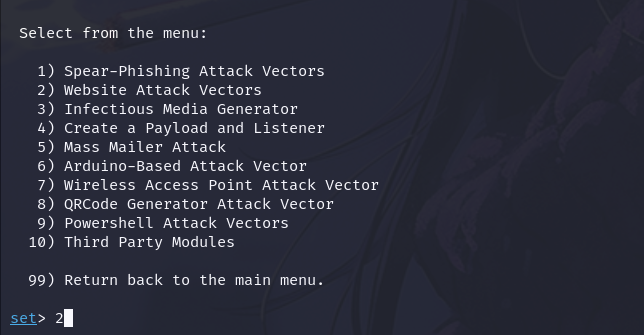 Select from the menu:
1) Spear-Phishing Attack Vectors
2) Website Attack Vectors
3) Infectious Media Generator
4) Create a Payload and Listener
5) Mass Mailer Attack
6) Arduino-Based Attack Vector
7) Wireless Access Point Attack Vector
8) QRCode Generator Attack Vector
9) Powershell Attack Vectors
10) Third Party Modules
99) Return back to the main menu.
set> 2